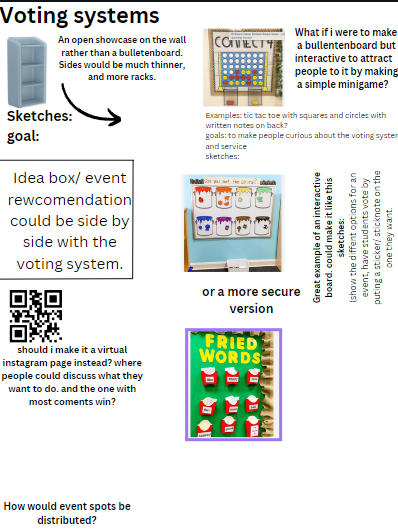 Voting systems
An open showcase on the wall
rather than a bulletenboard.
Sides would be much thinner,
and more racks.
Sketches:
goal:
Idea box/ event
rewcomendation
could be side by
side with the
voting system.
should i make it a virtual
instagram page instead? where
people could discuss what they
want to do. and the one with
most coments win?
How would event spots be
distributed?
CONNECT 4
What if i were to make
a bullentenboard but
interactive to attract
people to it by making
a simple minigame?
Examples: tic tac toe with squares and circles with
written notes on back?
goals: to make people curious about the voting syster
and service
sketches:
Great example of an interactive
board. could make it like this
sketches:
(show the diffent options for an
event, have students vote by
puting a sticker/ stickenote on the
one they want.
or a more secure
version
FRIED
WORDS